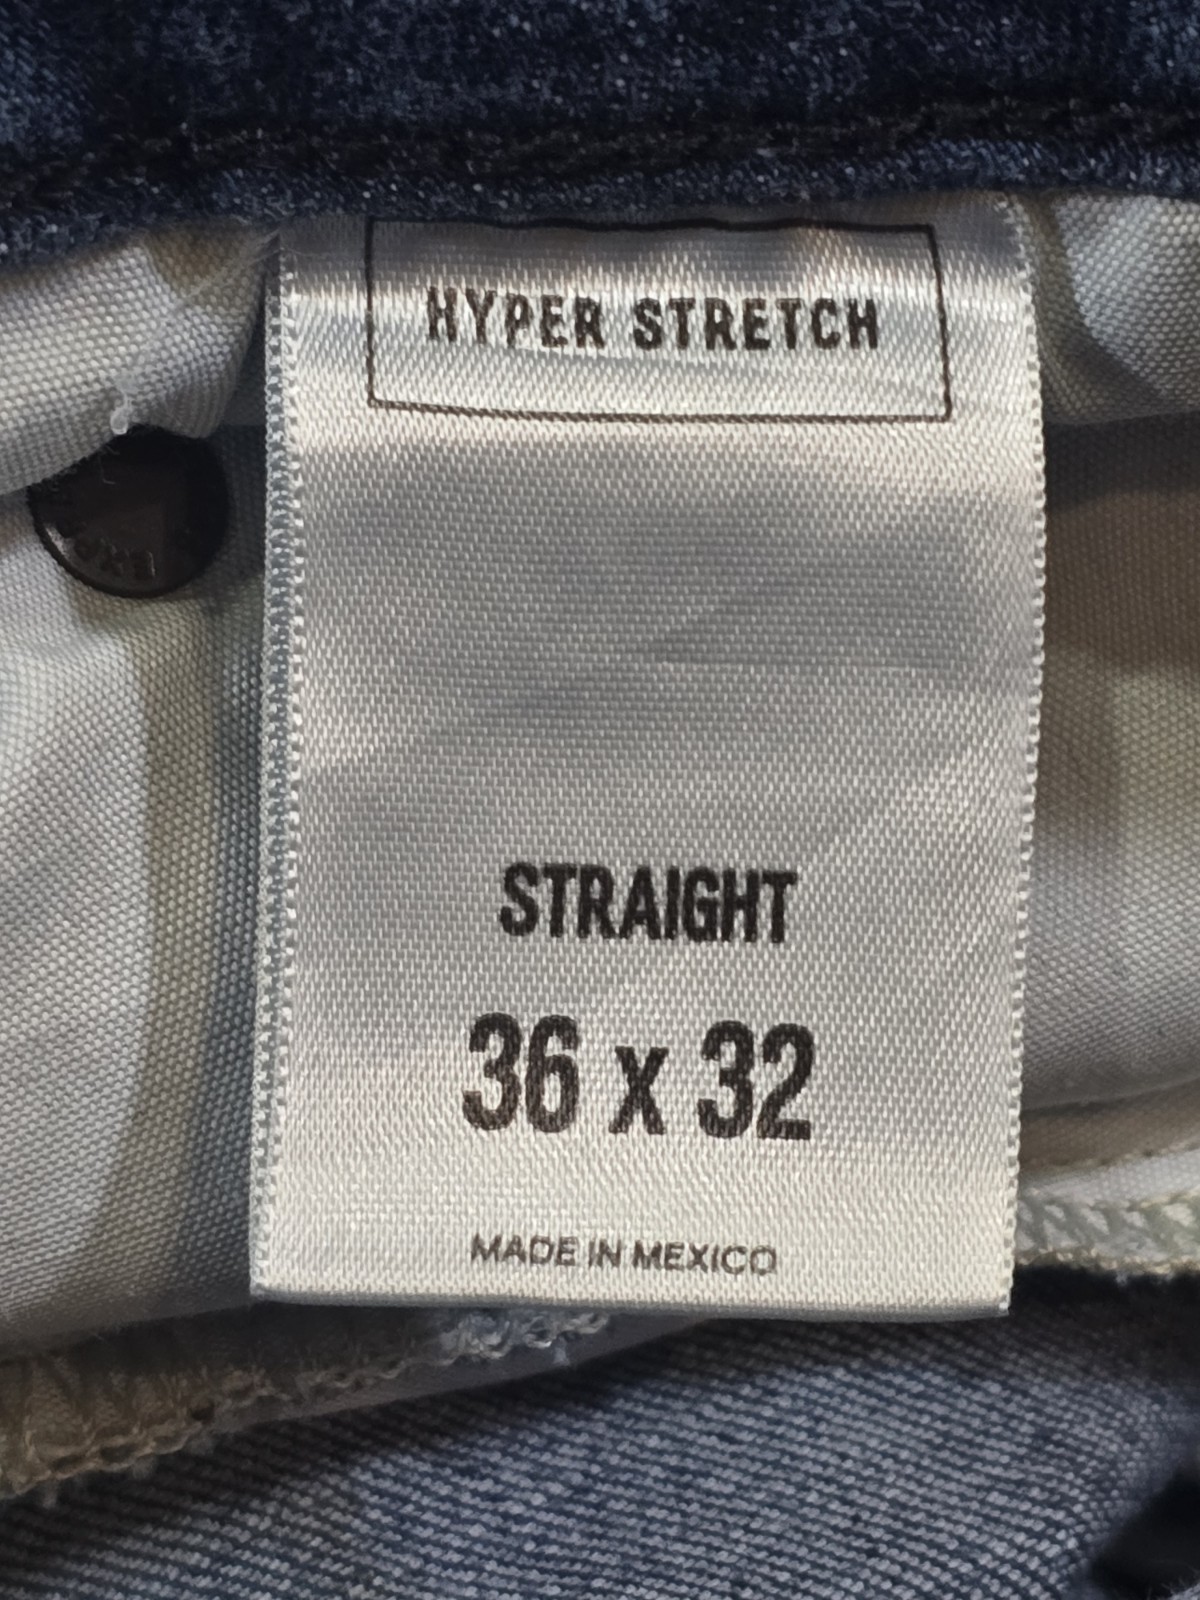 HYPER STRETCH
STRAIGHT
36 x 32
MADE IN MEXICO